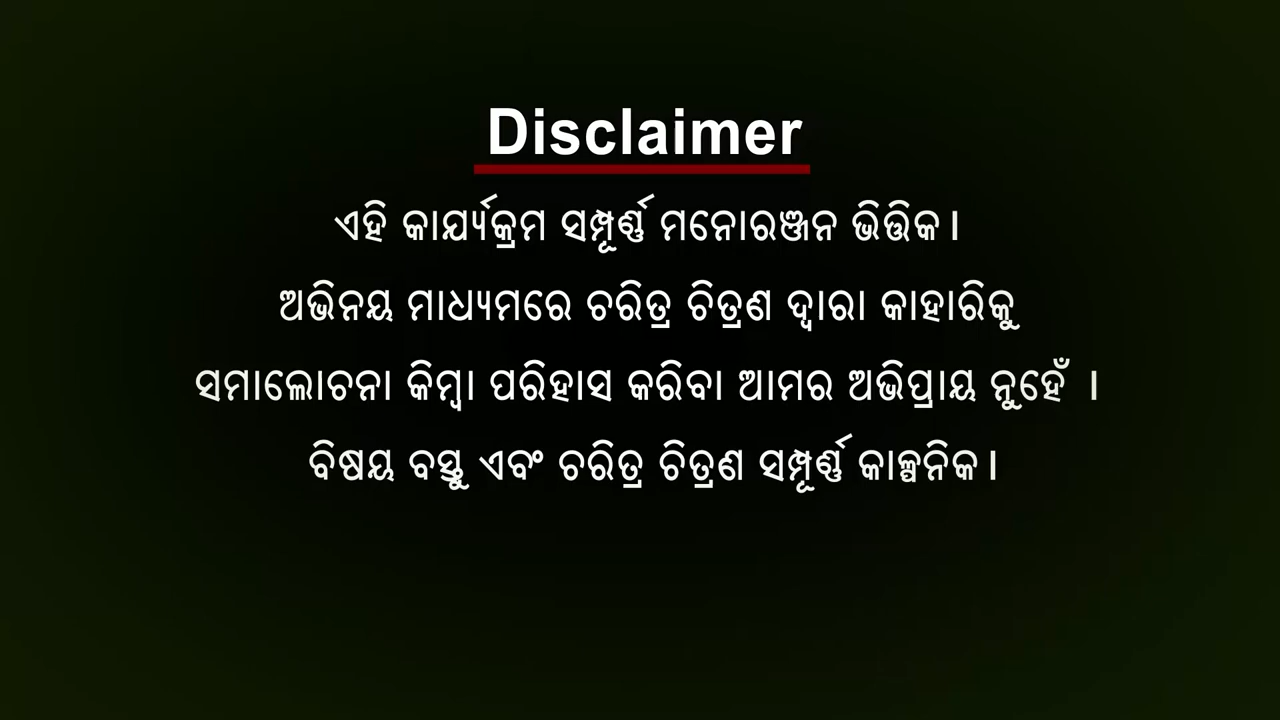 Disclaimer
ଏହି କାର୍ଯ୍ୟକ୍ରମ ସମ୍ପୂର୍ଣ୍ଣ ମନୋରଞ୍ଜନ ଭିତ୍ତିକ।
ଅଭିନୟ ମାଧ୍ୟମରେ ଚରିତ୍ର ଚିତ୍ରଣ ଦ୍ୱାରା କାହାରିକୁ
ସମାଲୋଚନା କିମ୍ବା ପରିହାସ କରିବା ଆମର ଅଭିପ୍ରାୟ ନୁହେଁ ।
ବିଷୟ ବସ୍ତୁ ଏବଂ ଚରିତ୍ର ଚିତ୍ରଣ ସମ୍ପୂର୍ଣ୍ଣ କାଳ୍ପନିକ।